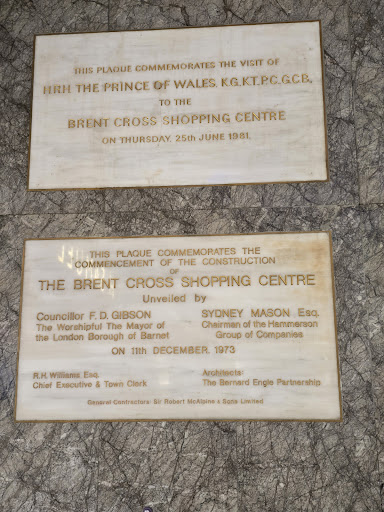 THIS PLAQUE COMMEMORATES THE VISIT OF
HRH THE PRINCE OF WALES, K.G.,K.T.,P.C.,G.C.B.,
TO THE
BRENT CROSS SHOPPING CENTRE
ON THURSDAY, 25th JUNE 1981.
THIS PLAQUE COMMEMORATES THE
COMMENCEMENT OF THE CONSTRUCTION
OF
THE BRENT CROSS SHOPPING CENTRE
Unveiled by
Councillor F. D. GIBSON
The Worshipful The Mayor of
the London Borough of Barnet
SYDNEY MASON Esq.
Chairman of the Hammerson
Group of Companies
ON 11th DECEMBER, 1973
R.H. Williams Esq.
Chief Executive & Town Clerk
Architects:
The Bernard Engle Partnership
General Contractors: Sir Robert McAlpine & Sons Limited